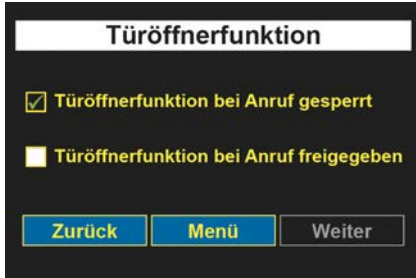 Türöffnerfunktion
Türöffnerfunktion bei Anruf gesperrt
Türöffnerfunktion bei Anruf freigegeben
Zurück Menü Weiter